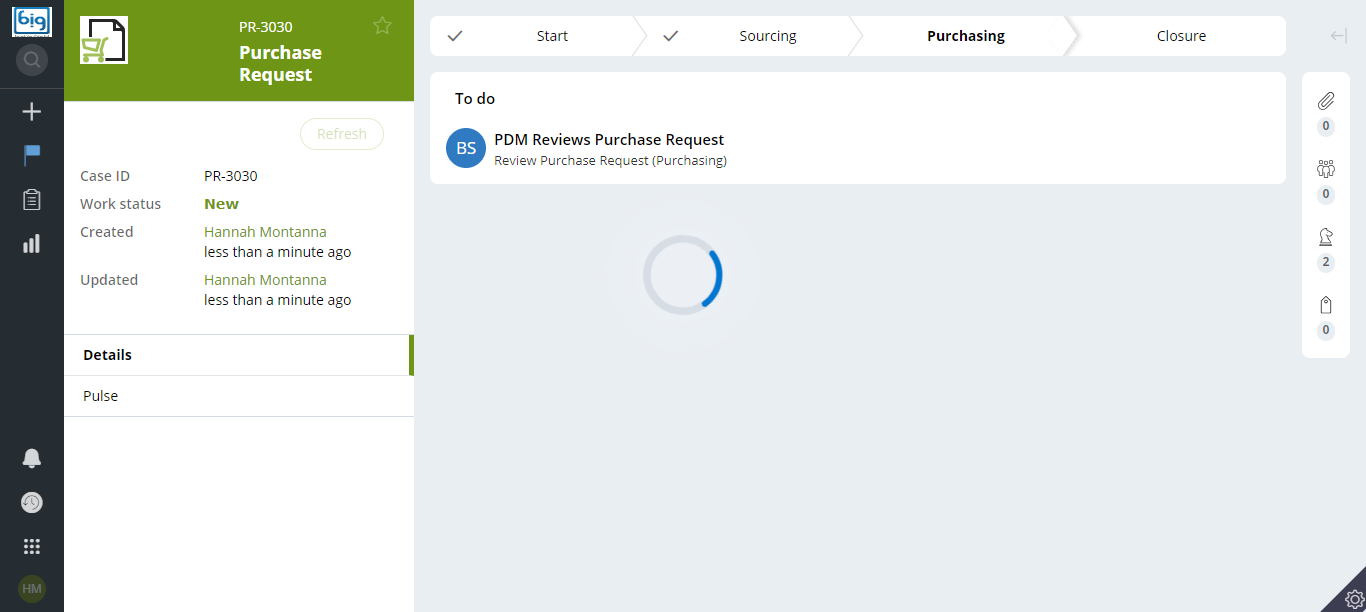 big
PR-3030
Purchase
Request
Refresh
Case ID PR-3030
Work status New
Created Hannah Montanna
less than a minute ago
Updated Hannah Montanna
less than a minute ago
Details
Pulse
HM
Start
Sourcing
Purchasing
Closure
To do
BS
PDM Reviews Purchase Request
Review Purchase Request (Purchasing)
0
0
2
0